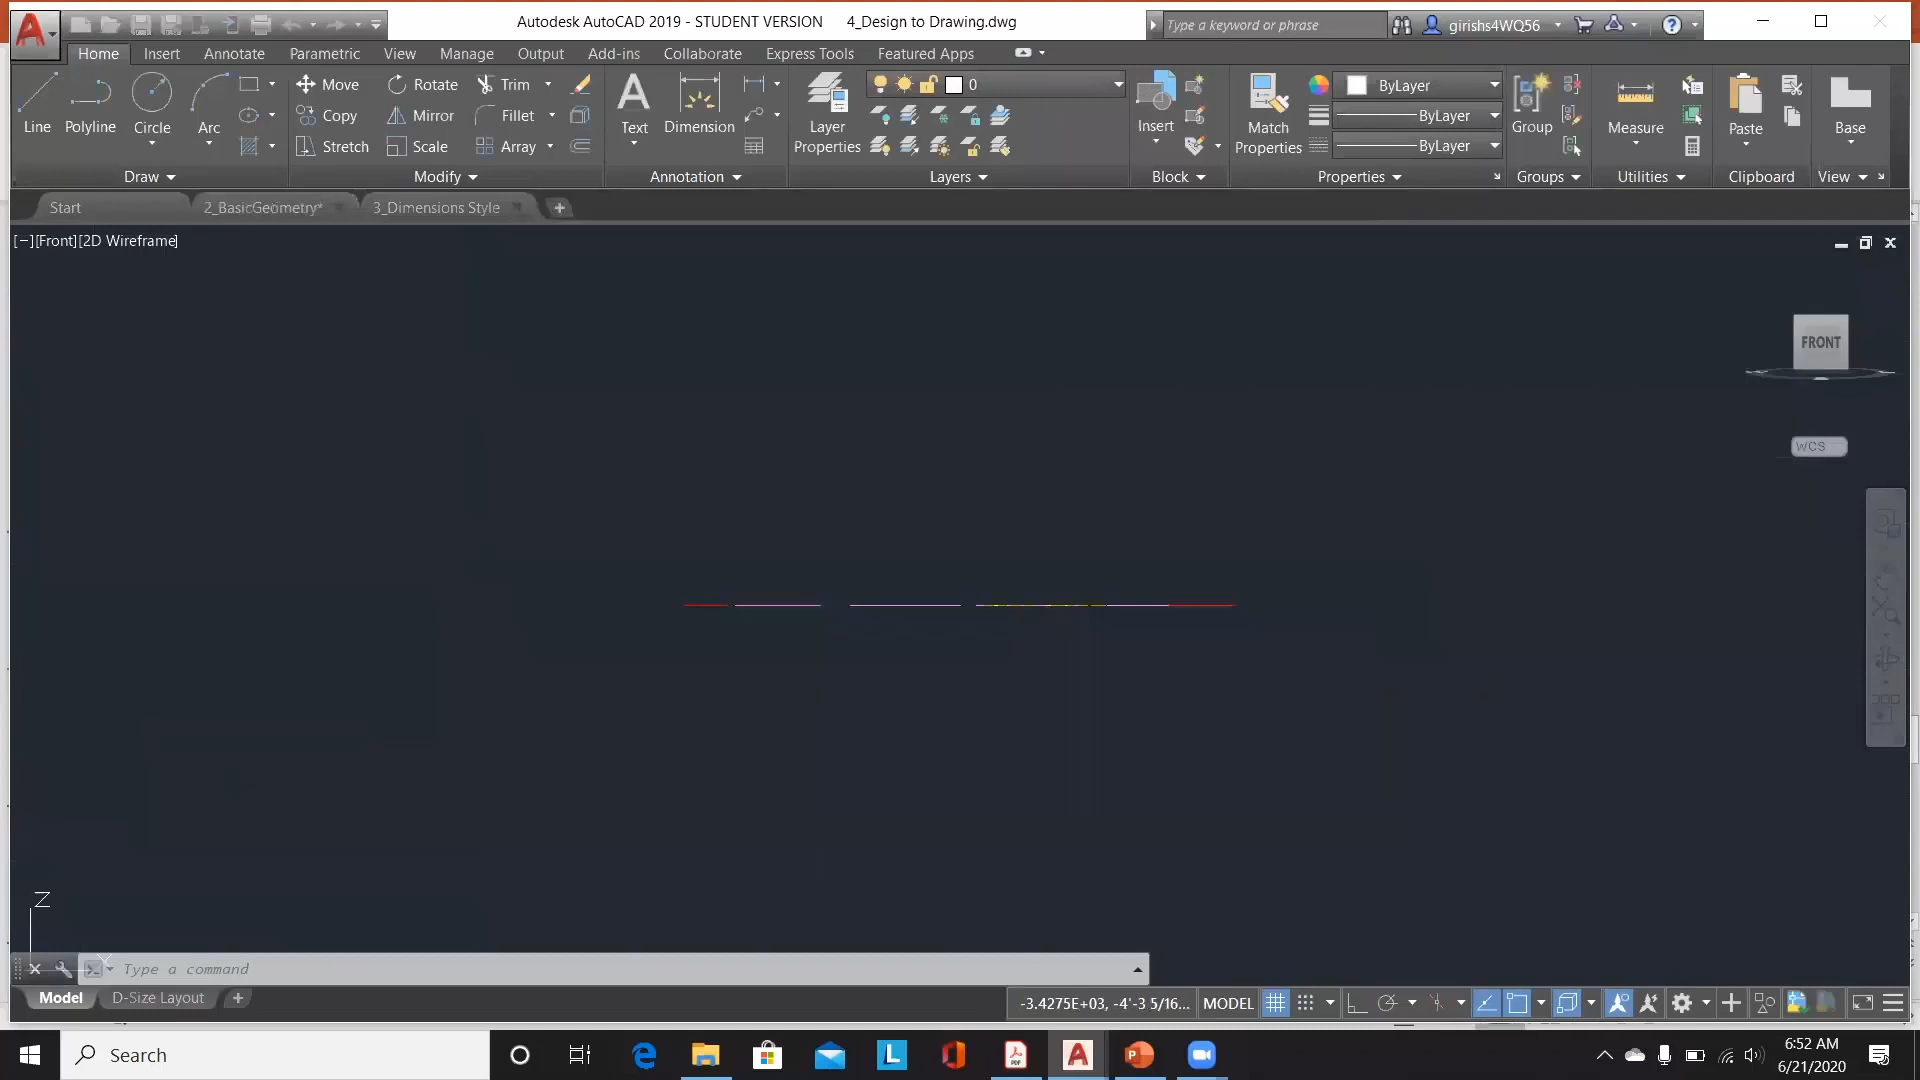 Autodesk AutoCAD 2019 - STUDENT VERSION 4_Design to Drawing.dwg
Type a keyword or phrase
girishs4WQ56
Home Insert Annotate Parametric View Manage Output Add-ins Collaborate Express Tools Featured Apps
Line
Polyline
Circle
Arc
Move
Copy
Stretch
Rotate
Mirror
Scale
Trim
Fillet
Array
Text
Dimension
Layer
Properties
0
Insert
Match
Properties
ByLayer
ByLayer
ByLayer
Group
Measure
Paste
Base
Draw
Modify
Annotation
Layers
Block
Properties
Groups
Utilities
Clipboard
View
Start
2_BasicGeometry*
3_Dimensions Style
[−][Front][2D Wireframe]
FRONT
WCS
Z
X
Type a command
Model
D-Size Layout
-3.4275E+03, -4'-3 5/16...
MODEL
Search
6:52 AM
6/21/2020